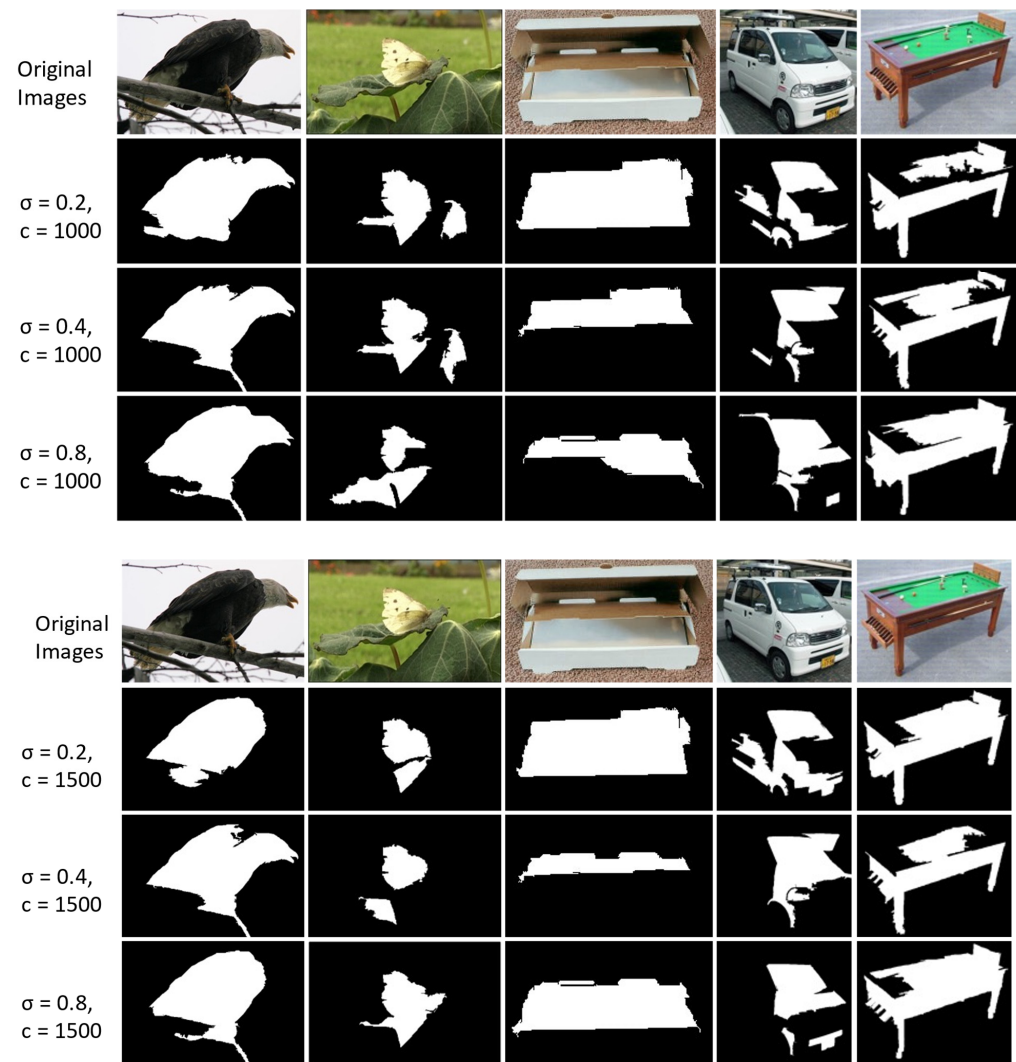 Original
Images
σ = 0.2,
c = 1000
σ = 0.4,
c = 1000
σ = 0.8,
c = 1000
Original
Images
σ = 0.2,
c = 1500
σ = 0.4,
c = 1500
σ = 0.8,
c = 1500